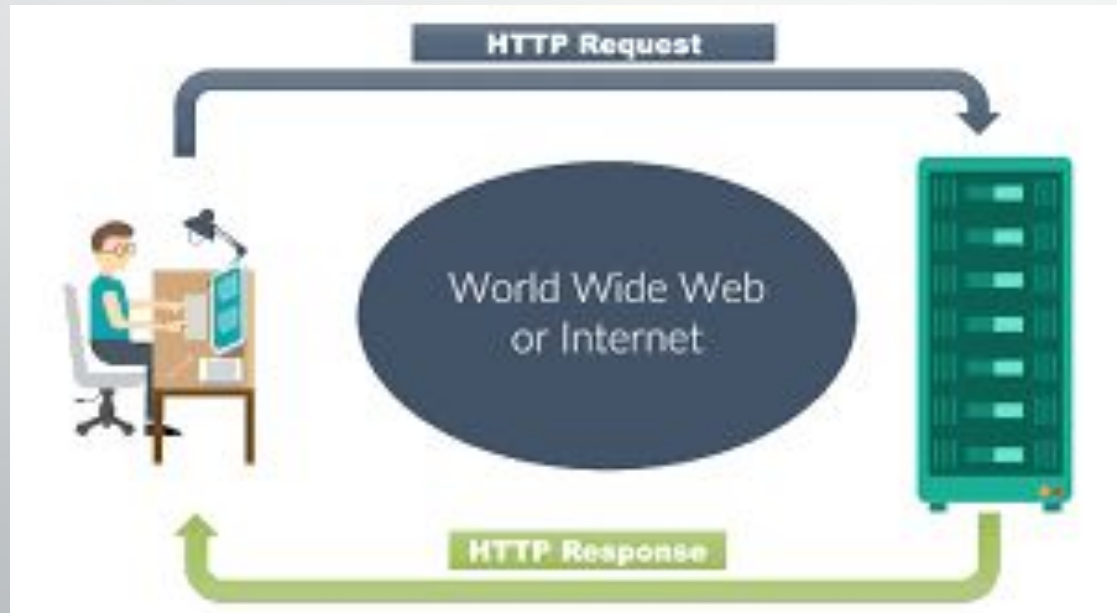 HTTP Request
World Wide Web
or Internet
HTTP Response